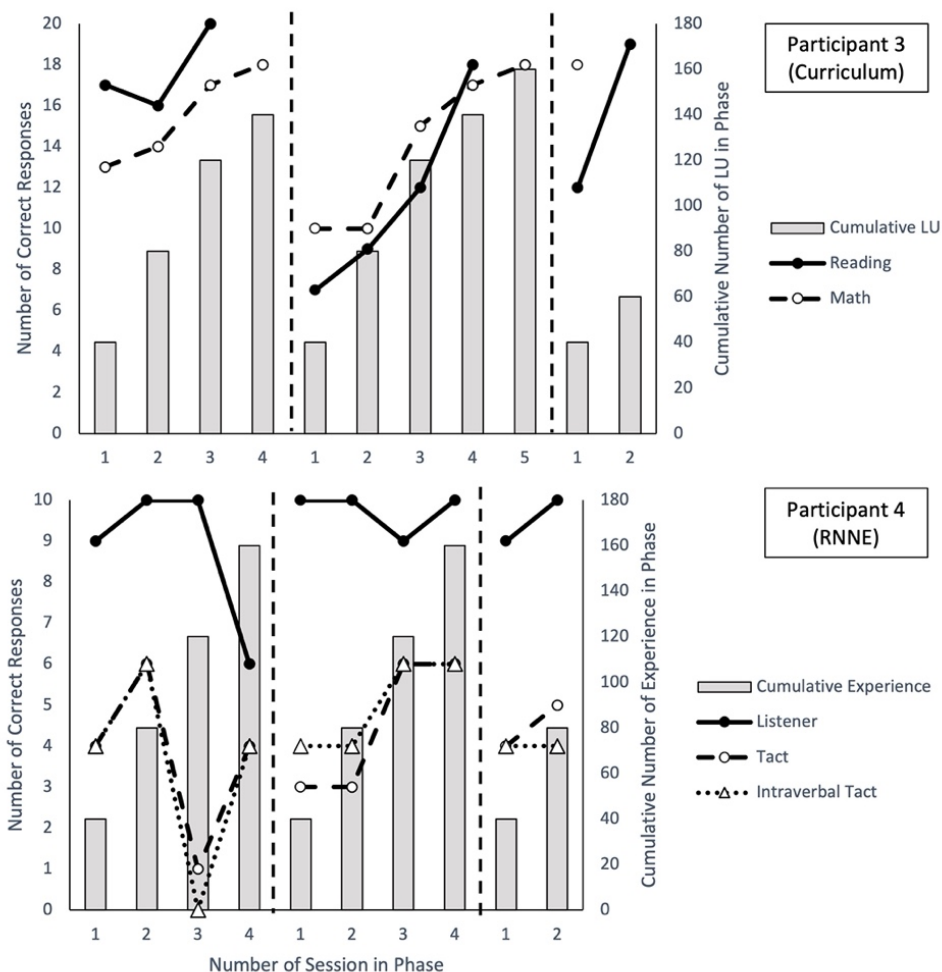 Number of Correct Responses
20
18
16
14
12
10
8
6
4
2
0
1 2 3 4 1 2 3 4 5 1 2
180
160
140
120
100
80
60
40
20
0
Cumulative Number of LU in Phase
Participant 3
(Curriculum)
Cumulative LU
Reading
Math
Number of Correct Responses
10
9
8
7
6
5
4
3
2
1
0
1 2 3 4 1 2 3 4 1 2
Number of Session in Phase
180
160
140
120
100
80
60
40
20
0
Cumulative Number of Experience in Phase
Participant 4
(RNNE)
Cumulative Experience
Listener
Tact
Intraverbal Tact